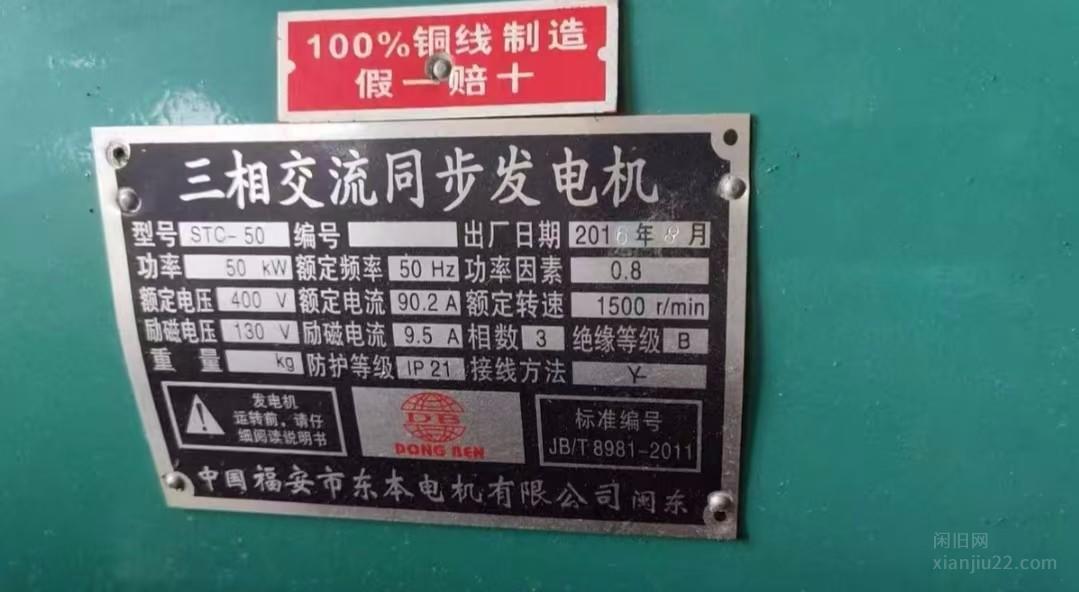 100%铜线制造
假一赔十
三相交流同步发电机
型号 STC-50 编号 出厂日期 2016年8月
功率 50 kW 额定频率 50 Hz 功率因素 0.8
额定电压 400 V 额定电流 90.2 A 额定转速 1500 r/min
励磁电压 130 V 励磁电流 9.5 A 相数 3 绝缘等级 B
重量 kg 防护等级 IP21 接线方法 Y
发电机
运转前,请仔
细阅读说明书
DB
DONG BEN
标准编号
JB/T 8981-2011
中国福安市东本电机有限公司 闽东
闲旧网
xianjiu22.com